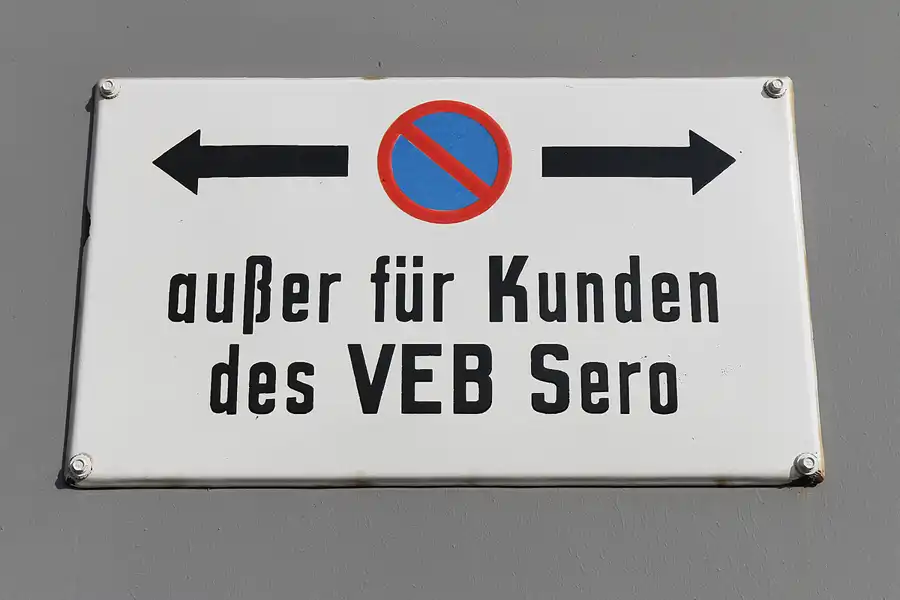 außer für Kunden
des VEB Sero